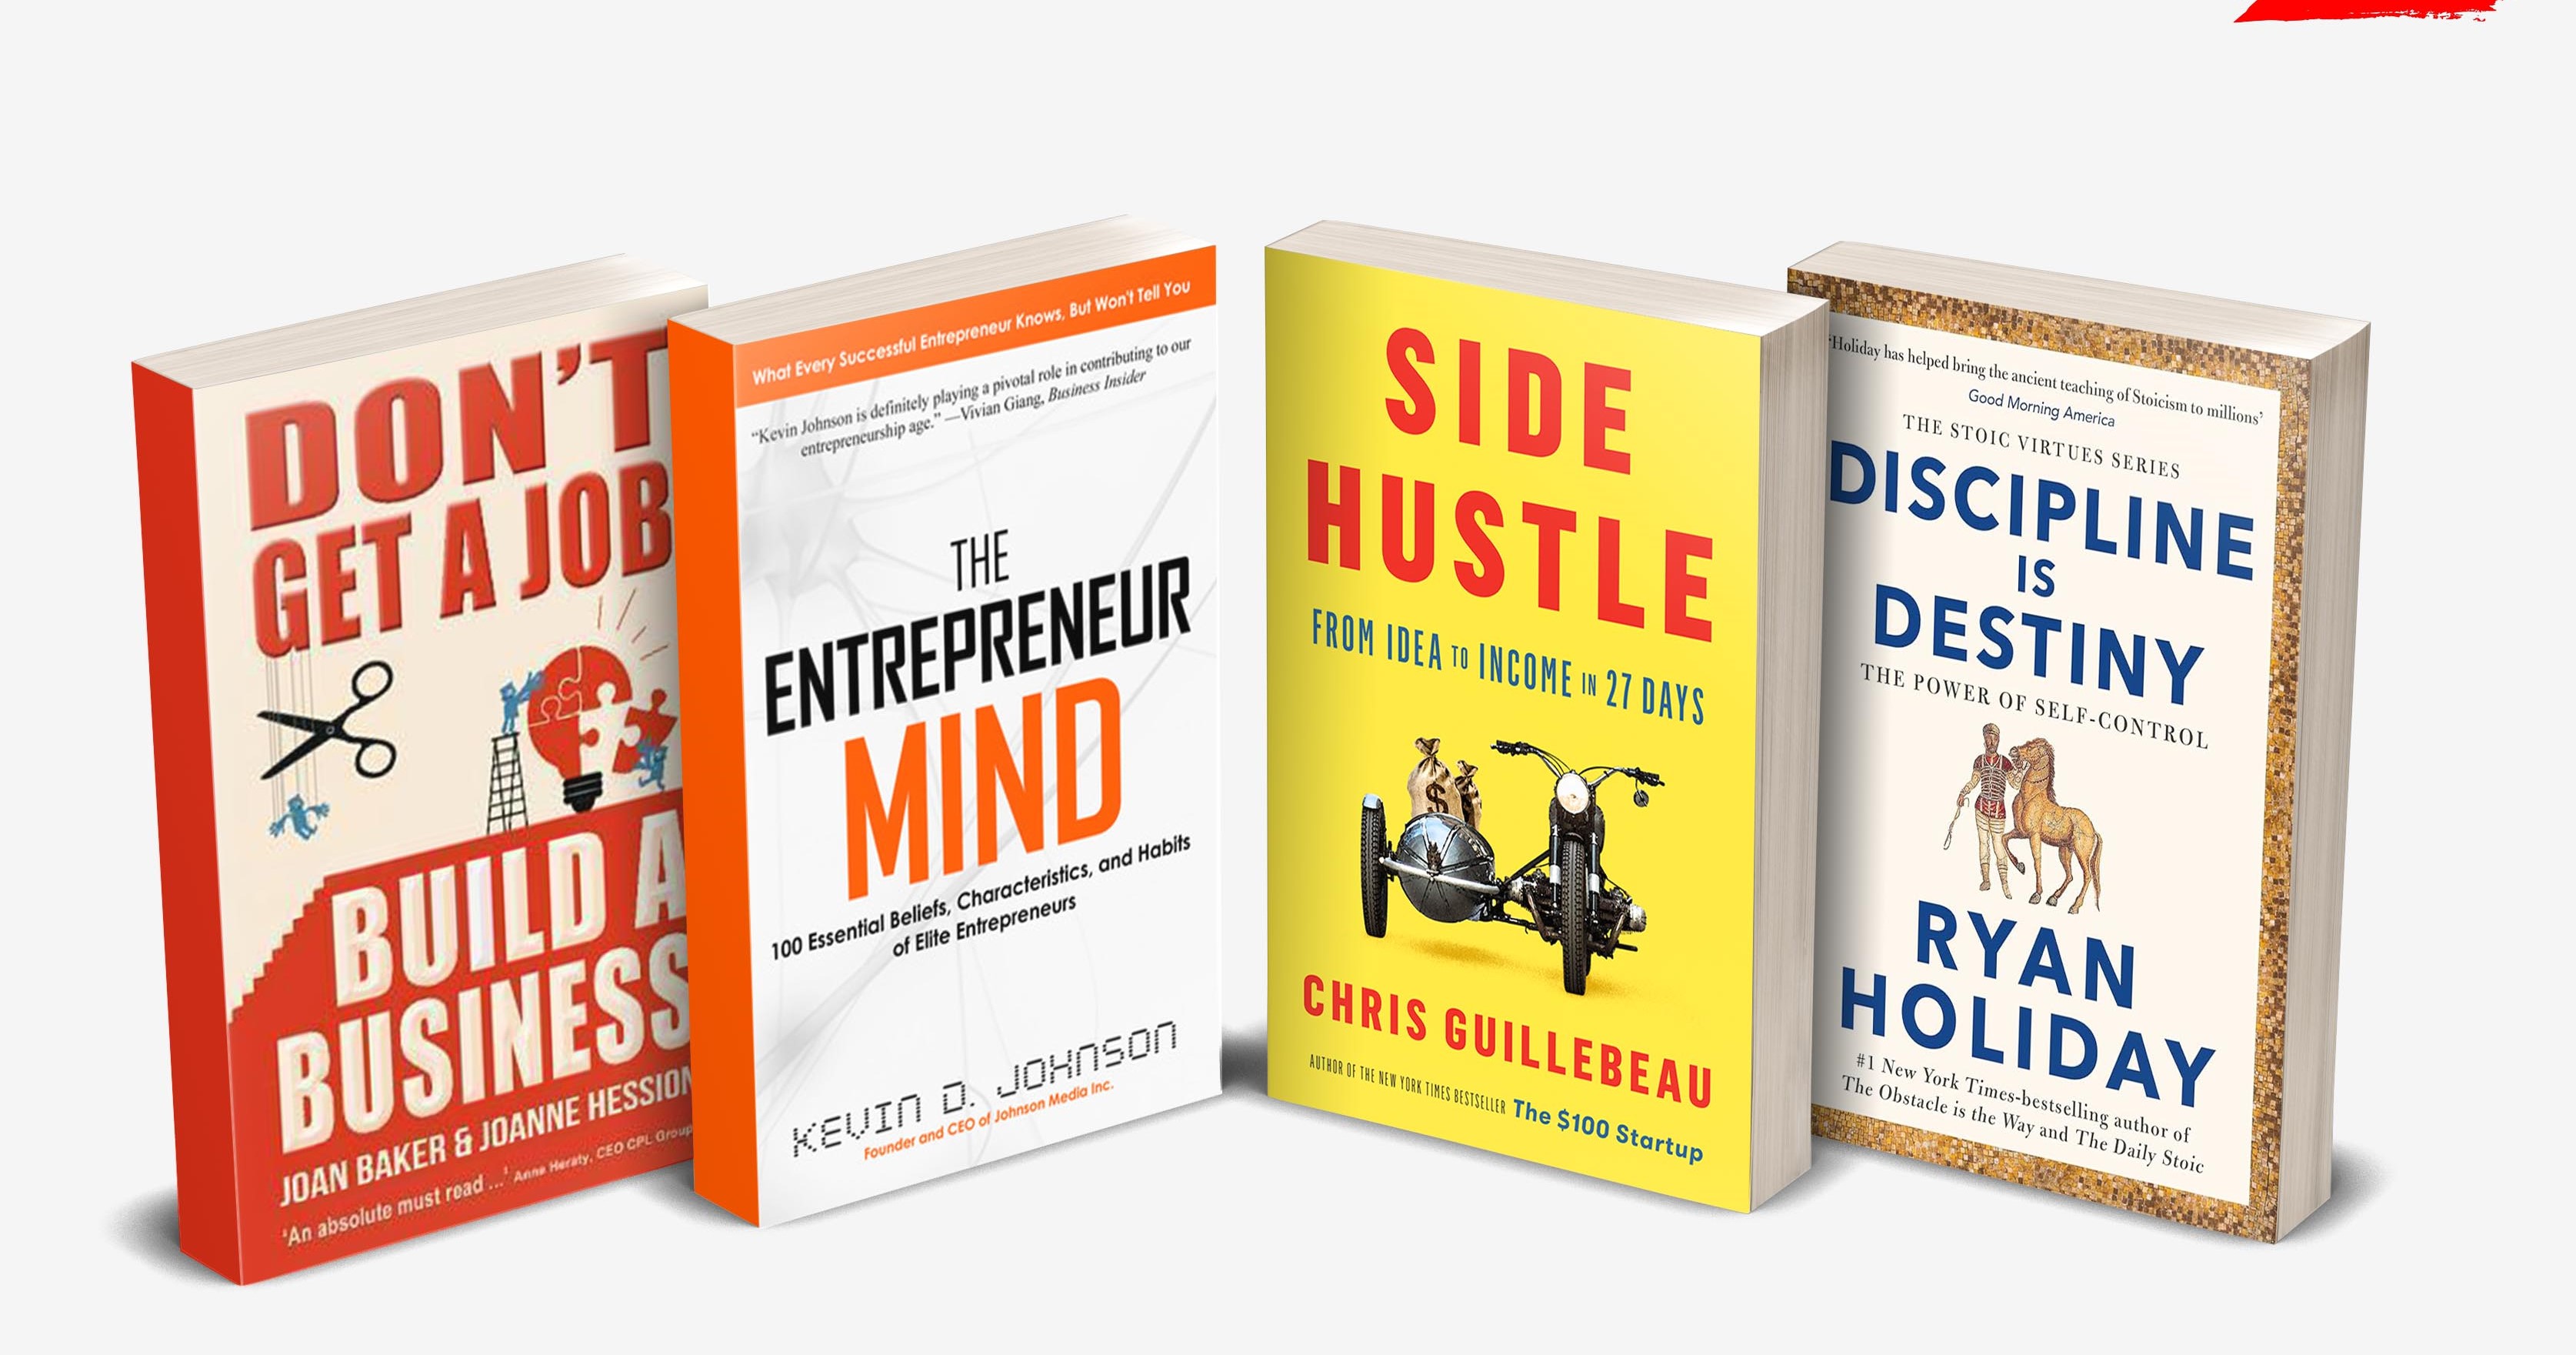 DON'T
GET A JOB
BUILD A
BUSINESS
JOAN BAKER & JOANNE HESSION
'An absolute must read ...' Anne Heraty, CEO CPL Group
What Every Successful Entrepreneur Knows, But Won't Tell You
“Kevin Johnson is definitely playing a pivotal role in contributing to our
entrepreneurship age.” —Vivian Giang, Business Insider
THE
ENTREPRENEUR
MIND
100 Essential Beliefs, Characteristics, and Habits
of Elite Entrepreneurs
KEVIN D. JOHNSON
Founder and CEO of Johnson Media Inc.
SIDE
HUSTLE
FROM IDEA TO INCOME IN 27 DAYS
$
CHRIS GUILLEBEAU
AUTHOR OF THE NEW YORK TIMES BESTSELLER The $100 Startup
'Holiday has helped bring the ancient teaching of Stoicism to millions'
Good Morning America
THE STOIC VIRTUES SERIES
DISCIPLINE
IS
DESTINY
THE POWER OF SELF-CONTROL
RYAN
HOLIDAY
#1 New York Times-bestselling author of
The Obstacle is the Way and The Daily Stoic